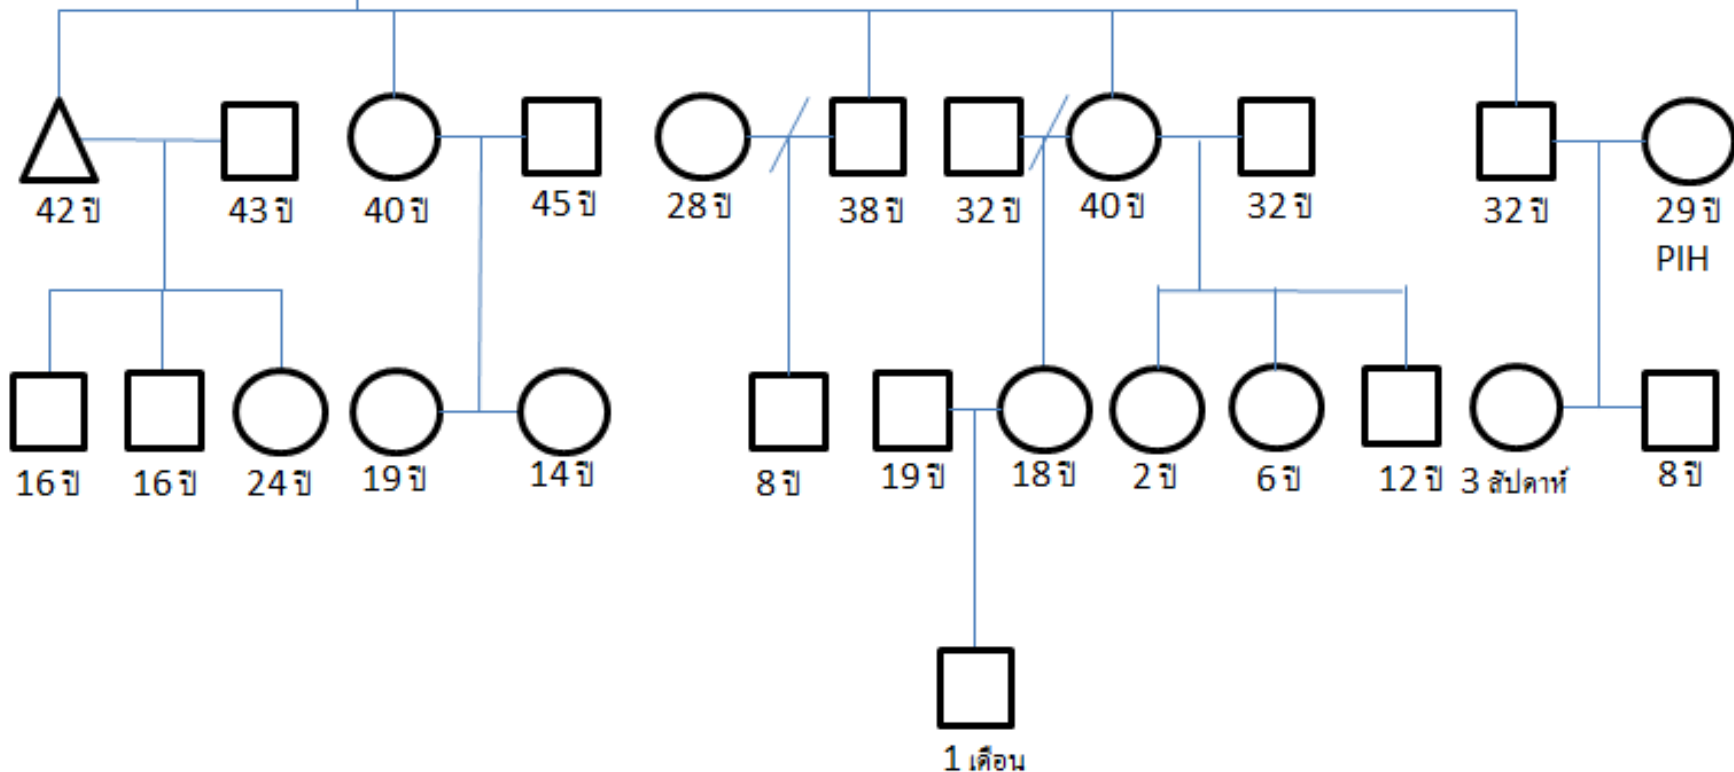 42 ปี 43 ปี 40 ปี 45 ปี 28 ปี 38 ปี 32 ปี 40 ปี 32 ปี 32 ปี 29 ปี
PIH
16 ปี 16 ปี 24 ปี 19 ปี 14 ปี 8 ปี 19 ปี 18 ปี 2 ปี 6 ปี 12 ปี 3 สัปดาห์ 8 ปี
1 เดือน